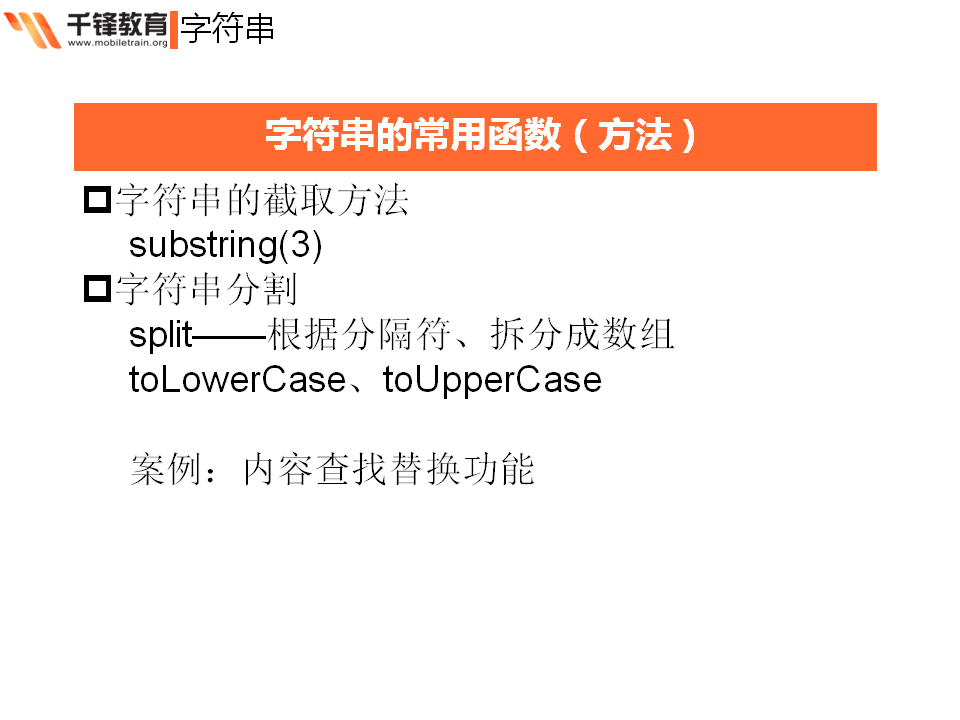 千锋教育
www.mobiletrain.org
字符串
字符串的常用函数（方法）
字符串的截取方法
substring(3)
字符串分割
split——根据分隔符、拆分成数组
toLowerCase、toUpperCase
案例：内容查找替换功能